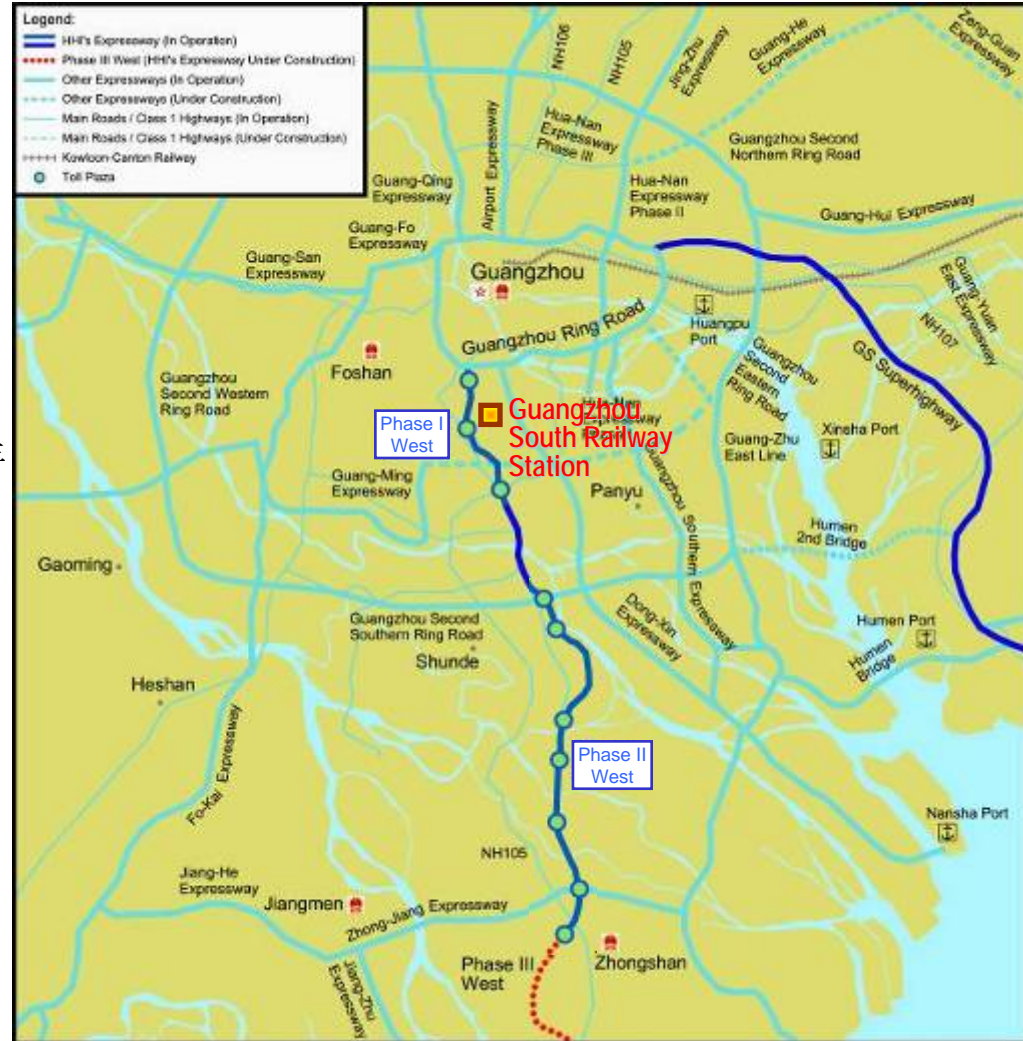 Legend:
HHI's Expressway (In Operation)
Phase III West (HHI's Expressway Under Construction)
Other Expressways (In Operation)
Other Expressways (Under Construction)
Main Roads / Class 1 Highways (In Operation)
Main Roads / Class 1 Highways (Under Construction)
Kowloon-Canton Railway
Toll Plaza
NH106
NH105
Jing-Zhu
Expressway
Guang-He
Expressway
Zeng-Guan
Expressway
Hua-Nan
Expressway
Phase III
Guangzhou Second
Northern Ring Road
Guang-Qing
Expressway
Airport Expressway
Hua-Nan
Expressway
Phase II
Guang-Hui Expressway
Guang-Fo
Expressway
Guang-San
Expressway
Guangzhou
Guang-Yuan
East Expressway
Huangpu
Port
NH107
Guangzhou Ring Road
GS Superhighway
Foshan
Guangzhou
Second Western
Ring Road
Guangzhou
Second
Eastern
Ring Road
Phase I
West
Guangzhou
South Railway
Station
Hua-Nan
Expressway
Xinsha Port
Guang-Zhu
East Line
Guang-Ming
Expressway
Panyu
Guangzhou Southern Expressway
Humen
2nd Bridge
Gaoming
Dong-Xin
Expressway
Guangzhou Second
Southern Ring Road
Humen Port
Shunde
Humen
Bridge
Heshan
Fo-Kai Expressway
Phase II
West
Nansha Port
NH105
Jiang-He
Expressway
Jiangmen
Zhong-Jiang Expressway
Phase III
West
Zhongshan
Jiang-Zhu
Expressway